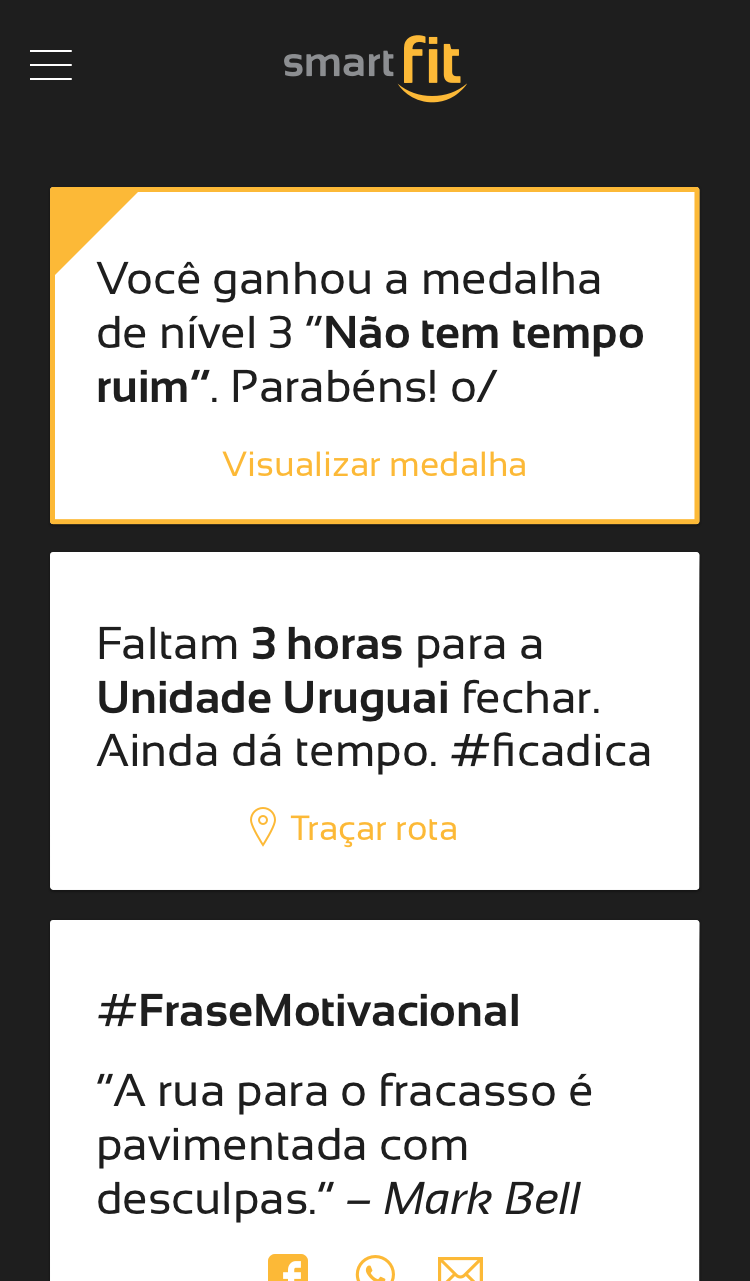 smart fit
Você ganhou a medalha
de nível 3 “Não tem tempo
ruim”. Parabéns! o/
Visualizar medalha
Faltam 3 horas para a
Unidade Uruguai fechar.
Ainda dá tempo. #ficadica
Traçar rota
#FraseMotivacional
“A rua para o fracasso é
pavimentada com
desculpas.” – Mark Bell